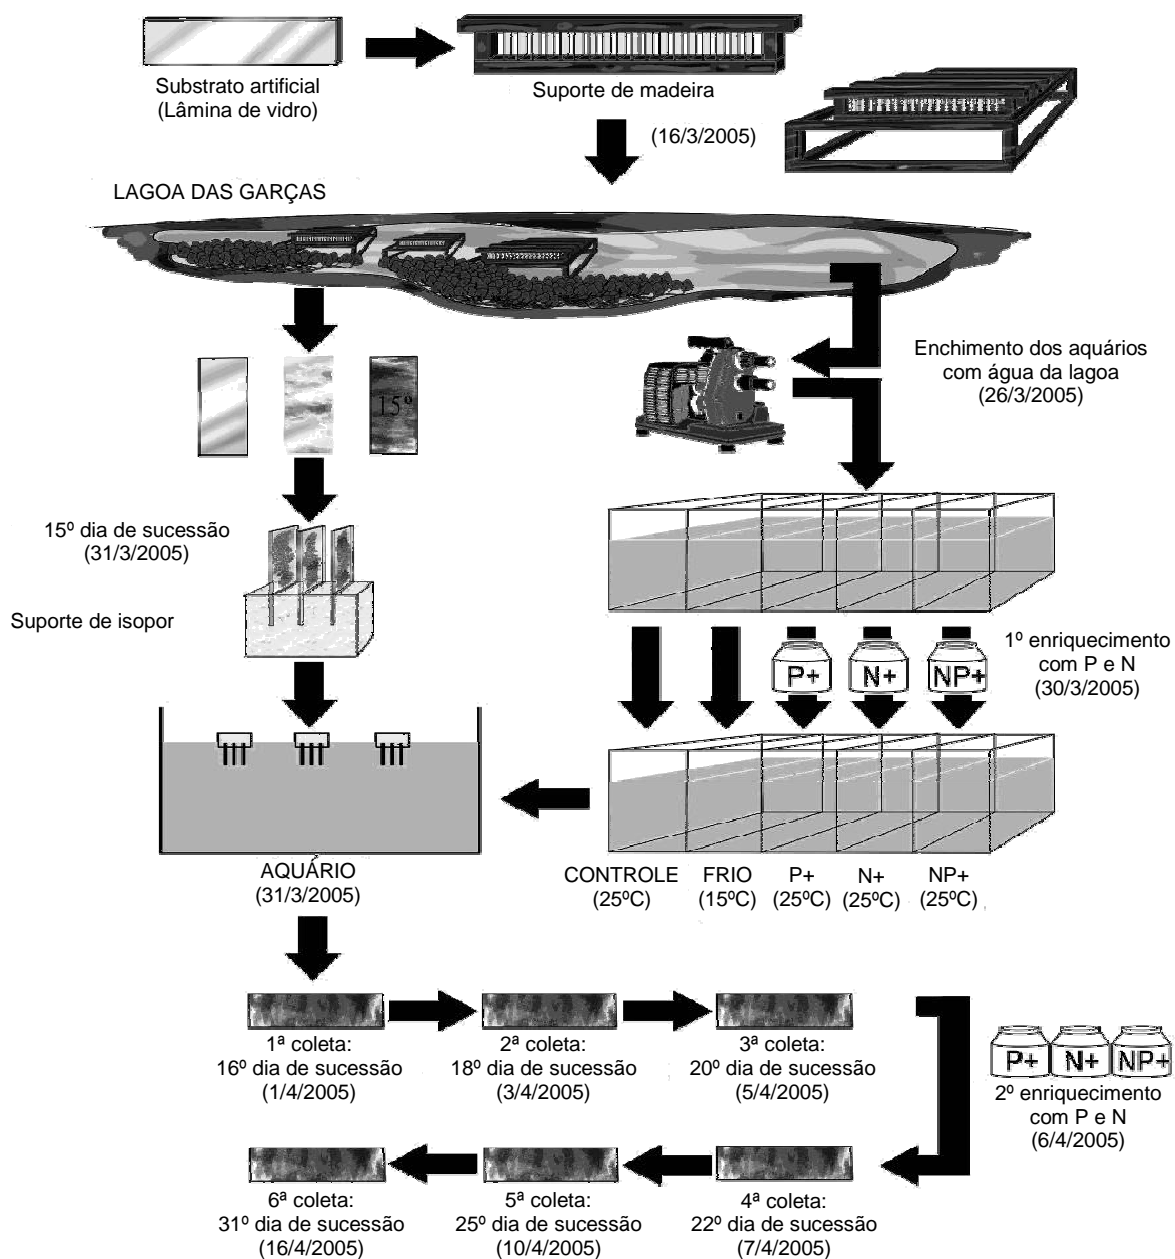 Substrato artificial
(Lâmina de vidro)
Suporte de madeira
(16/3/2005)
LAGOA DAS GARÇAS
Enchimento dos aquários
com água da lagoa
(26/3/2005)
15º
15º dia de sucessão
(31/3/2005)
Suporte de isopor
P+
N+
NP+
1º enriquecimento
com P e N
(30/3/2005)
AQUÁRIO
(31/3/2005)
CONTROLE
(25ºC)
FRIO
(15ºC)
P+
(25ºC)
N+
(25ºC)
NP+
(25ºC)
1ª coleta:
16º dia de sucessão
(1/4/2005)
2ª coleta:
18º dia de sucessão
(3/4/2005)
3ª coleta:
20º dia de sucessão
(5/4/2005)
P+
N+
NP+
2º enriquecimento
com P e N
(6/4/2005)
6ª coleta:
31º dia de sucessão
(16/4/2005)
5ª coleta:
25º dia de sucessão
(10/4/2005)
4ª coleta:
22º dia de sucessão
(7/4/2005)